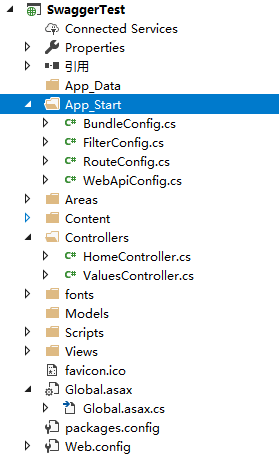 SwaggerTest
Connected Services
Properties
引用
App_Data
App_Start
C# BundleConfig.cs
C# FilterConfig.cs
C# RouteConfig.cs
C# WebApiConfig.cs
Areas
Content
Controllers
C# HomeController.cs
C# ValuesController.cs
fonts
Models
Scripts
Views
favicon.ico
Global.asax
Global.asax.cs
packages.config
Web.config